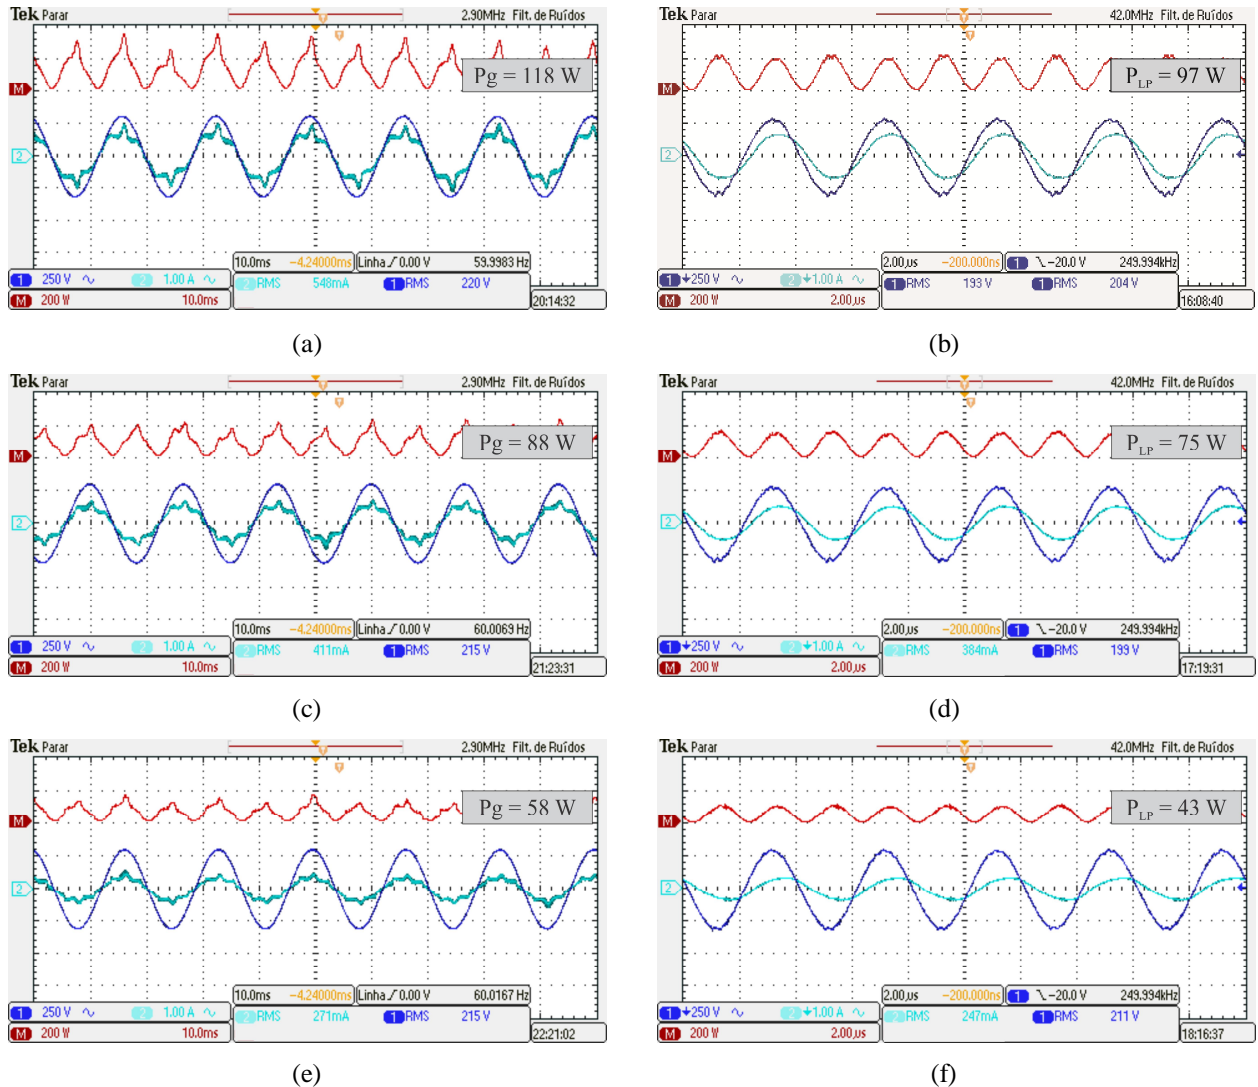 Tek Parar 2.90MHz Filt. de Ruídos
M
Pg = 118 W
2
10.0ms -4.24000ms Linha ∕ 0.00 V 59.9983 Hz
1 250 V ∿ 2 1.00 A ∿ 2 RMS 548mA 1 RMS 220 V
M 200 W 10.0ms 20:14:32
(a)
Tek Parar 42.0MHz Filt. de Ruídos
M
P_LP = 97 W
2
2.00µs -200.000ns 1 \ -20.0 V 249.994kHz
1 250 V ∿ 2 1.00 A ∿ 1 RMS 193 V 1 RMS 204 V
M 200 W 2.00µs 16:08:40
(b)
Tek Parar 2.90MHz Filt. de Ruídos
M
Pg = 88 W
2
10.0ms -4.24000ms Linha ∕ 0.00 V 60.0069 Hz
1 250 V ∿ 2 1.00 A ∿ 2 RMS 411mA 1 RMS 215 V
M 200 W 10.0ms 21:23:31
(c)
Tek Parar 42.0MHz Filt. de Ruídos
M
P_LP = 75 W
2
2.00µs -200.000ns 1 \ -20.0 V 249.994kHz
1 250 V ∿ 2 1.00 A ∿ 2 RMS 384mA 1 RMS 199 V
M 200 W 2.00µs 17:19:31
(d)
Tek Parar 2.90MHz Filt. de Ruídos
M
Pg = 58 W
2
10.0ms -4.24000ms Linha ∕ 0.00 V 60.0167 Hz
1 250 V ∿ 2 1.00 A ∿ 2 RMS 271mA 1 RMS 215 V
M 200 W 10.0ms 22:21:02
(e)
Tek Parar 42.0MHz Filt. de Ruídos
M
P_LP = 43 W
2
2.00µs -200.000ns 1 \ -20.0 V 249.994kHz
1 250 V ∿ 2 1.00 A ∿ 2 RMS 247mA 1 RMS 211 V
M 200 W 2.00µs 18:16:37
(f)